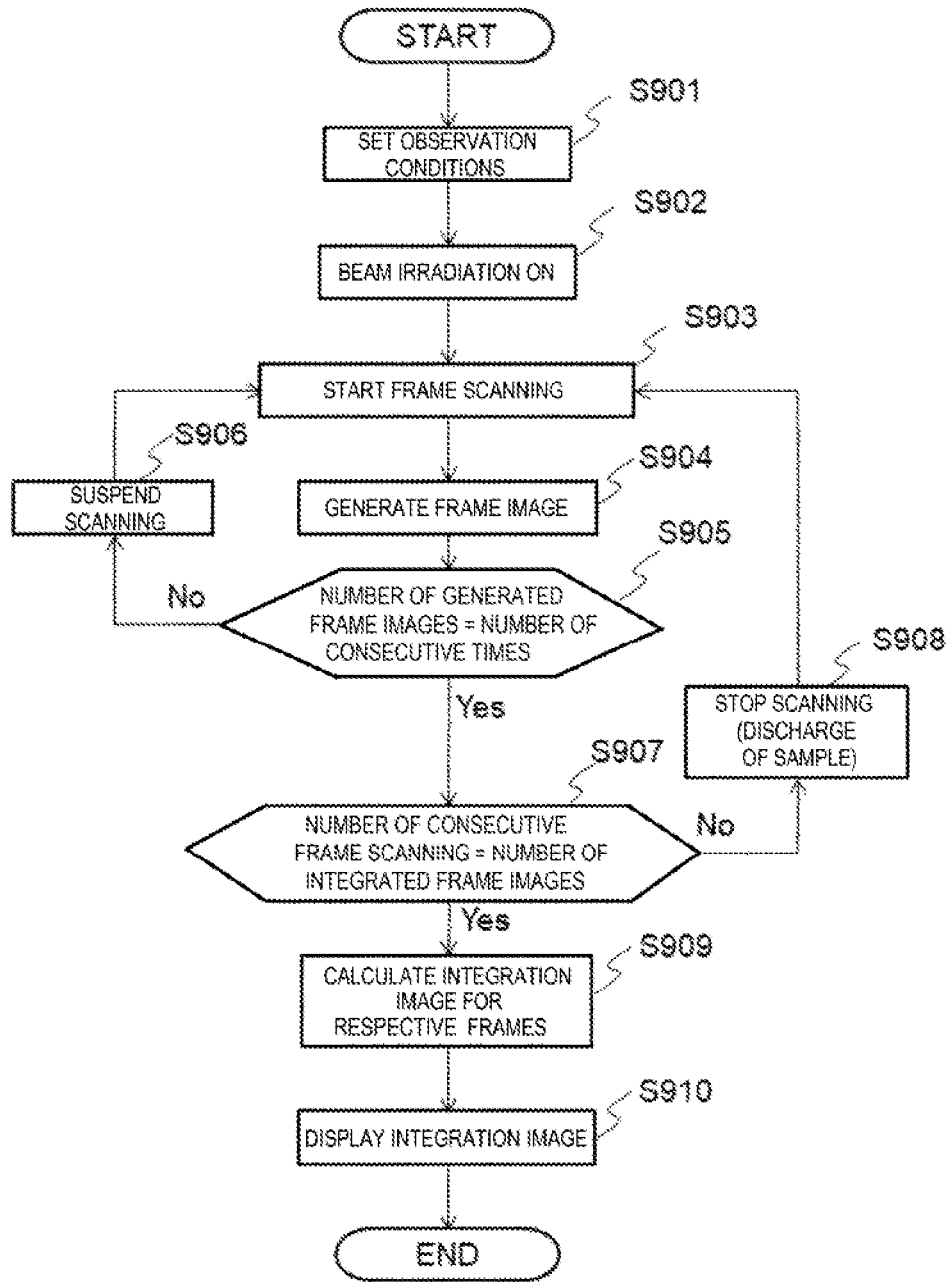 START
S901
SET OBSERVATION
CONDITIONS
S902
BEAM IRRADIATION ON
S903
START FRAME SCANNING
S906
SUSPEND
SCANNING
S904
GENERATE FRAME IMAGE
S905
No
NUMBER OF GENERATED
FRAME IMAGES = NUMBER OF
CONSECUTIVE TIMES
Yes
S908
STOP SCANNING
(DISCHARGE
OF SAMPLE)
S907
No
NUMBER OF CONSECUTIVE
FRAME SCANNING = NUMBER OF
INTEGRATED FRAME IMAGES
Yes
S909
CALCULATE INTEGRATION
IMAGE FOR
RESPECTIVE FRAMES
S910
DISPLAY INTEGRATION IMAGE
END